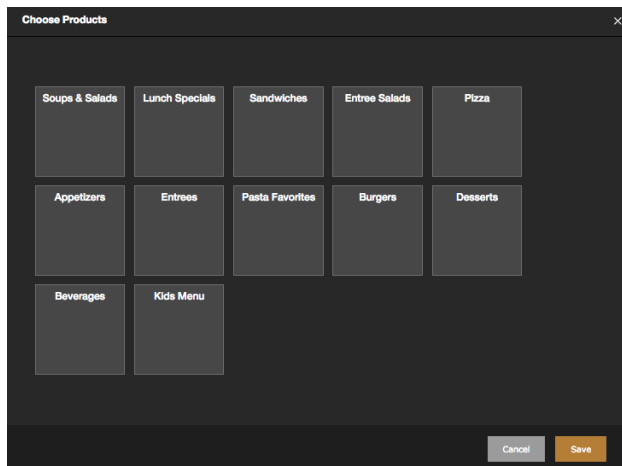 Choose Products
Soups & Salads
Lunch Specials
Sandwiches
Entree Salads
Pizza
Appetizers
Entrees
Pasta Favorites
Burgers
Desserts
Beverages
Kids Menu
Cancel
Save